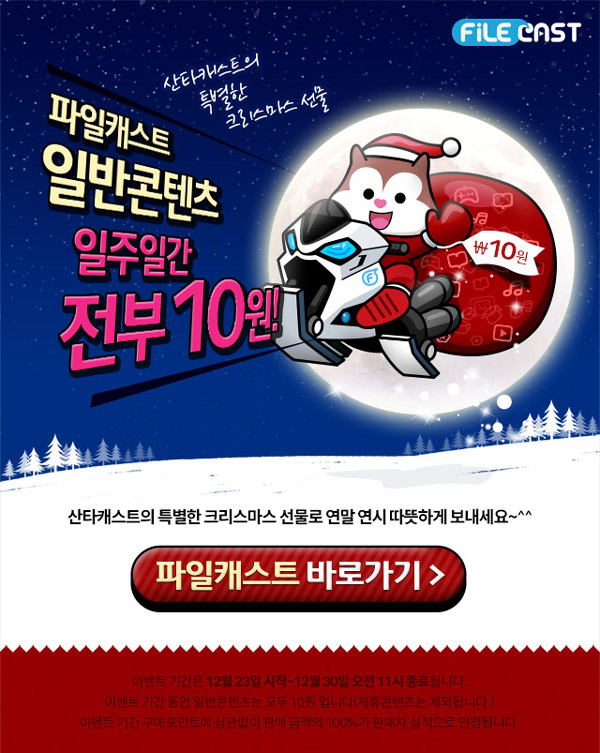 FiLE CAST
산타캐스트의
특별한
크리스마스 선물
파일캐스트
일반콘텐츠
일주일간
전부 10원!
₩10원
산타캐스트의 특별한 크리스마스 선물로 연말 연시 따뜻하게 보내세요~^^
파일캐스트 바로가기 >
이벤트 기간은 12월 23일 시작~12월 30일 오전 11시 종료됩니다.
이벤트 기간 동안 일반콘텐츠는 모두 10원 입니다(제휴콘텐츠는 제외됩니다.)
이벤트 기간 구매포인트에 상관없이 판매 금액의 100%가 판매자 실적으로 인정됩니다.